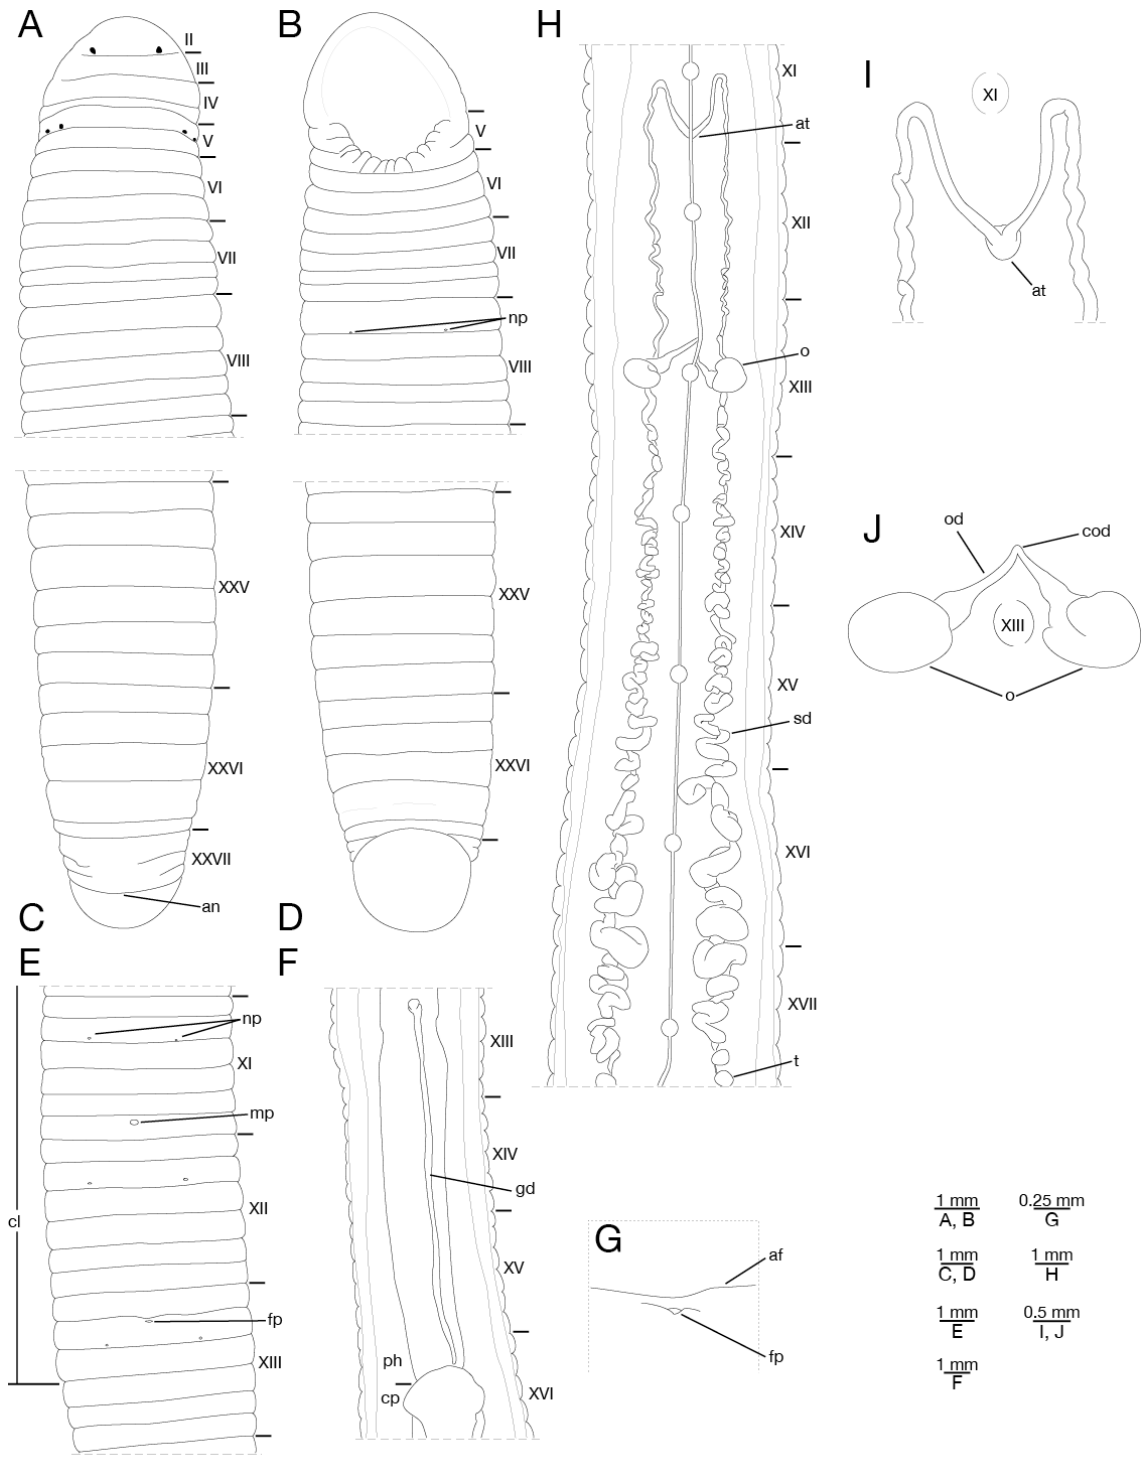 A
II
III
IV
V
VI
VII
VIII
B
V
VI
VII
np
VIII
XXV
XXVI
XXVII
an
C
XXV
XXVI
D
E
np
XI
mp
XII
cl
fp
XIII
F
XIII
XIV
gd
XV
ph
cp
XVI
G
af
fp
H
XI
at
XII
o
XIII
XIV
XV
sd
XVI
XVII
t
I
XI
at
J
od
cod
XIII
o
1 mm
A, B
0.25 mm
G
1 mm
C, D
1 mm
H
1 mm
E
0.5 mm
I, J
1 mm
F